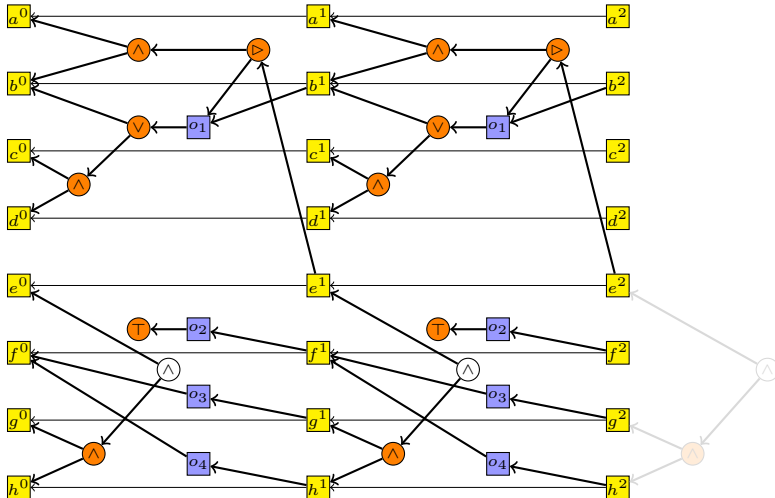 a⁰ a¹ a²
∧ ▷ ∧ ▷
b⁰ b¹ b²
∨ o₁ ∨ o₁
c⁰ c¹ c²
∧ ∧
d⁰ d¹ d²
e⁰ e¹ e²
⊤ o₂ ⊤ o₂
f⁰ f¹ f²
∧ ∧ ∧
o₃ o₃
g⁰ g¹ g²
∧ ∧ ∧
o₄ o₄
h⁰ h¹ h²